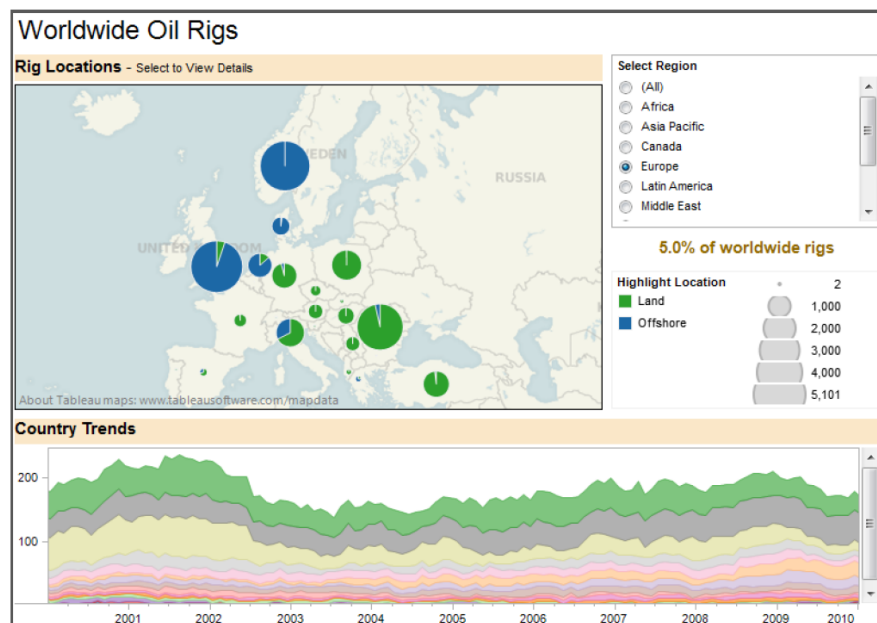 Worldwide Oil Rigs
Rig Locations - Select to View Details
SWEDEN
RUSSIA
UNITED KINGDOM
About Tableau maps: www.tableausoftware.com/mapdata
Select Region
(All)
Africa
Asia Pacific
Canada
Europe
Latin America
Middle East
5.0% of worldwide rigs
Highlight Location
Land
Offshore
2
1,000
2,000
3,000
4,000
5,101
Country Trends
200
100
2001 2002 2003 2004 2005 2006 2007 2008 2009 2010